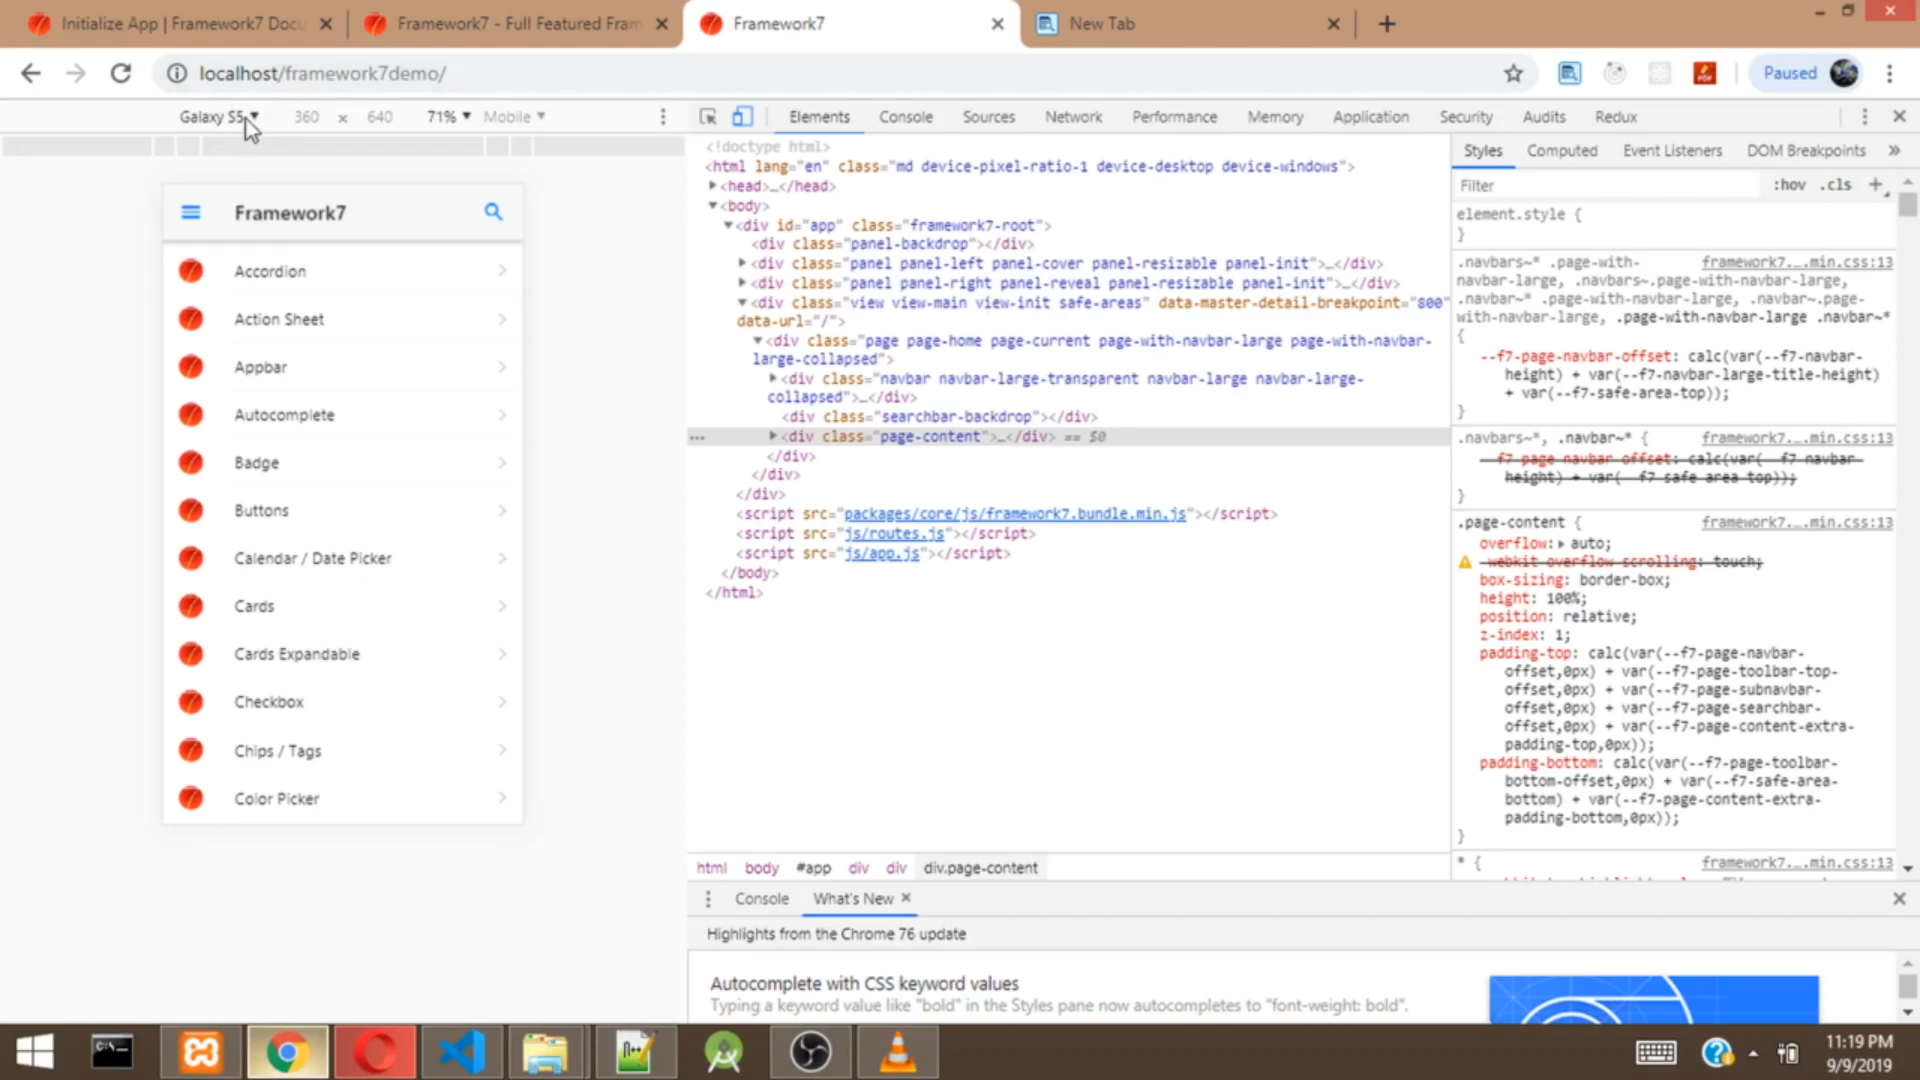 Initialize App | Framework7 Docu
Framework7 - Full Featured Fram
Framework7
New Tab
localhost/framework7demo/
Paused
Galaxy S5 360 x 640 71% Mobile
Elements Console Sources Network Performance Memory Application Security Audits Redux
Framework7
Accordion
Action Sheet
Appbar
Autocomplete
Badge
Buttons
Calendar / Date Picker
Cards
Cards Expandable
Checkbox
Chips / Tags
Color Picker
<!doctype html>
<html lang="en" class="md device-pixel-ratio-1 device-desktop device-windows">
<head>…</head>
<body>
<div id="app" class="framework7-root">
<div class="panel-backdrop"></div>
<div class="panel panel-left panel-cover panel-resizable panel-init">…</div>
<div class="panel panel-right panel-reveal panel-resizable panel-init">…</div>
<div class="view view-main view-init safe-areas" data-master-detail-breakpoint="800"
data-url="/">
<div class="page page-home page-current page-with-navbar-large page-with-navbar-
large-collapsed">
<div class="navbar navbar-large-transparent navbar-large navbar-large-
collapsed">…</div>
<div class="searchbar-backdrop"></div>
<div class="page-content">…</div> == $0
</div>
</div>
</div>
<script src="packages/core/js/framework7.bundle.min.js"></script>
<script src="js/routes.js"></script>
<script src="js/app.js"></script>
</body>
</html>
html body #app div div div.page-content
Styles Computed Event Listeners DOM Breakpoints »
Filter :hov .cls +
element.style {
}
.navbars~* .page-with- framework7.….min.css:13
navbar-large, .navbars~.page-with-navbar-large,
.navbar~* .page-with-navbar-large, .navbar~.page-
with-navbar-large, .page-with-navbar-large .navbar~*
{
--f7-page-navbar-offset: calc(var(--f7-navbar-
height) + var(--f7-navbar-large-title-height)
+ var(--f7-safe-area-top));
}
.navbars~*, .navbar~* { framework7.….min.css:13
--f7-page-navbar-offset: calc(var(--f7-navbar-
height) + var(--f7-safe-area-top));
}
.page-content { framework7.….min.css:13
overflow: auto;
-webkit-overflow-scrolling: touch;
box-sizing: border-box;
height: 100%;
position: relative;
z-index: 1;
padding-top: calc(var(--f7-page-navbar-
offset,0px) + var(--f7-page-toolbar-top-
offset,0px) + var(--f7-page-subnavbar-
offset,0px) + var(--f7-page-searchbar-
offset,0px) + var(--f7-page-content-extra-
padding-top,0px));
padding-bottom: calc(var(--f7-page-toolbar-
bottom-offset,0px) + var(--f7-safe-area-
bottom) + var(--f7-page-content-extra-
padding-bottom,0px));
}
* { framework7.….min.css:13
Console What's New
Highlights from the Chrome 76 update
Autocomplete with CSS keyword values
Typing a keyword value like "bold" in the Styles pane now autocompletes to "font-weight: bold".
11:19 PM
9/9/2019